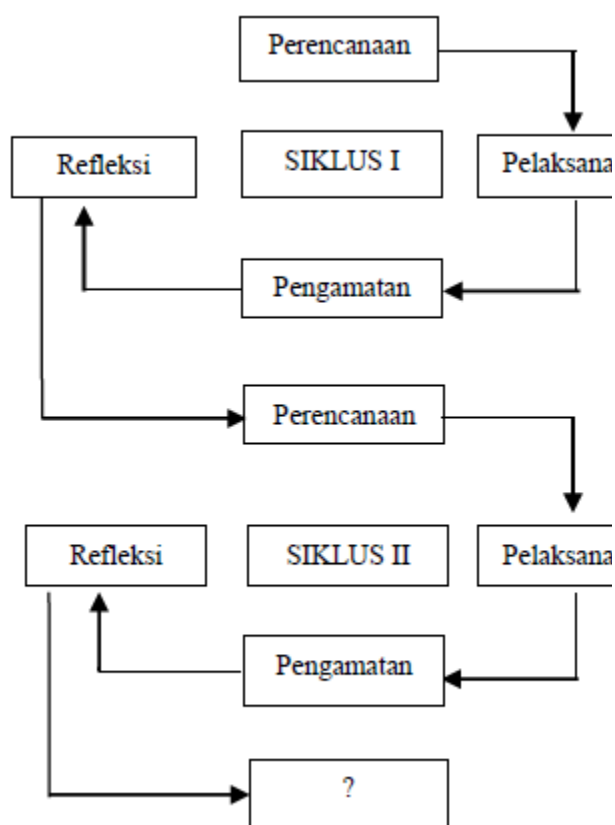 Perencanaan
Refleksi
SIKLUS I
Pelaksana
Pengamatan
Perencanaan
Refleksi
SIKLUS II
Pelaksana
Pengamatan
?